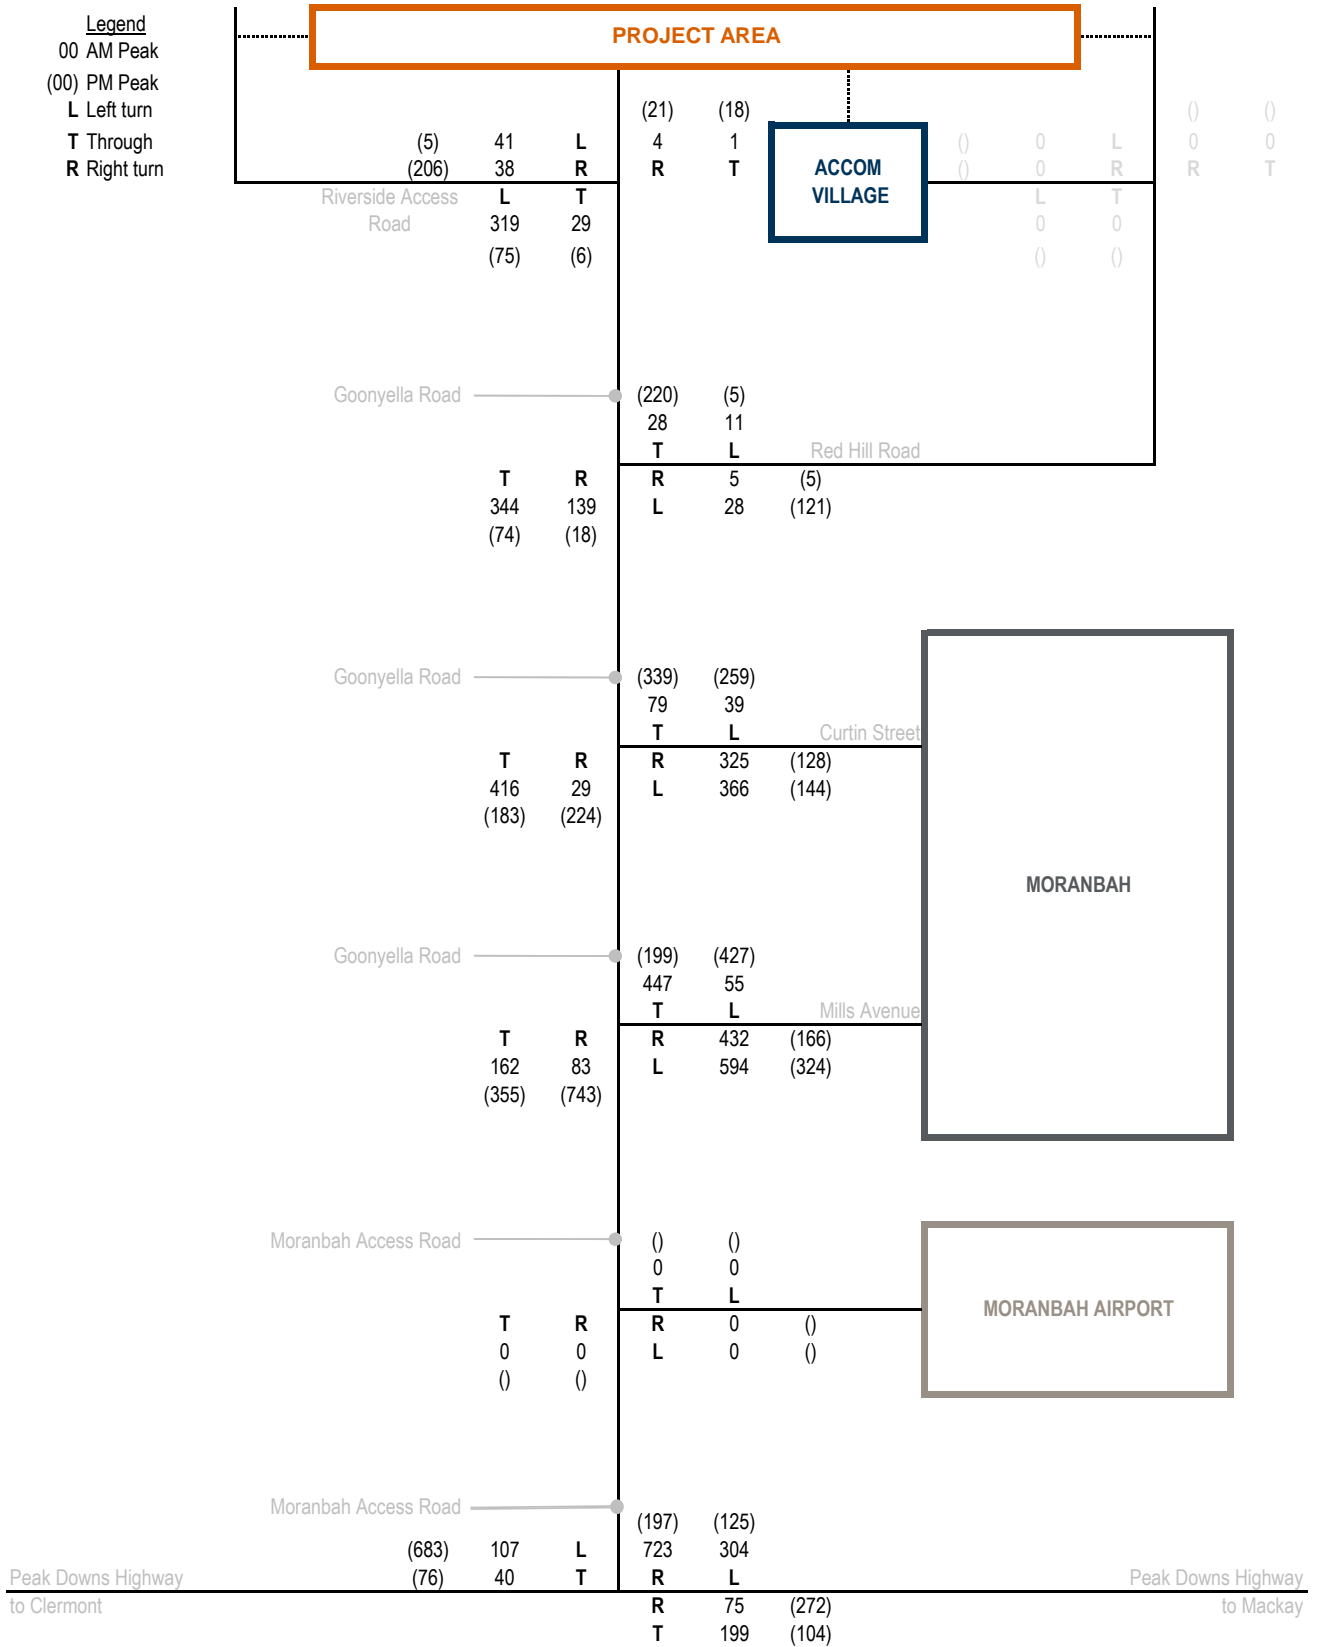 Legend
00 AM Peak
(00) PM Peak
L Left turn
T Through
R Right turn
PROJECT AREA
(21) (18)
4 1
R T
(5) 41 L
(206) 38 R
Riverside Access
Road
L T
319 29
(75) (6)
ACCOM
VILLAGE
() ()
() 0 L 0 0
() 0 R R T
L T
0 0
() ()
Goonyella Road
(220) (5)
28 11
T L
Red Hill Road
T R
344 139
(74) (18)
R 5 (5)
L 28 (121)
Goonyella Road
(339) (259)
79 39
T L
Curtin Street
T R
416 29
(183) (224)
R 325 (128)
L 366 (144)
MORANBAH
Goonyella Road
(199) (427)
447 55
T L
Mills Avenue
T R
162 83
(355) (743)
R 432 (166)
L 594 (324)
Moranbah Access Road
() ()
0 0
T L
T R
0 0
() ()
R 0 ()
L 0 ()
MORANBAH AIRPORT
Moranbah Access Road
(197) (125)
(683) 107 L 723 304
Peak Downs Highway (76) 40 T R L Peak Downs Highway
to Clermont R 75 (272) to Mackay
T 199 (104)